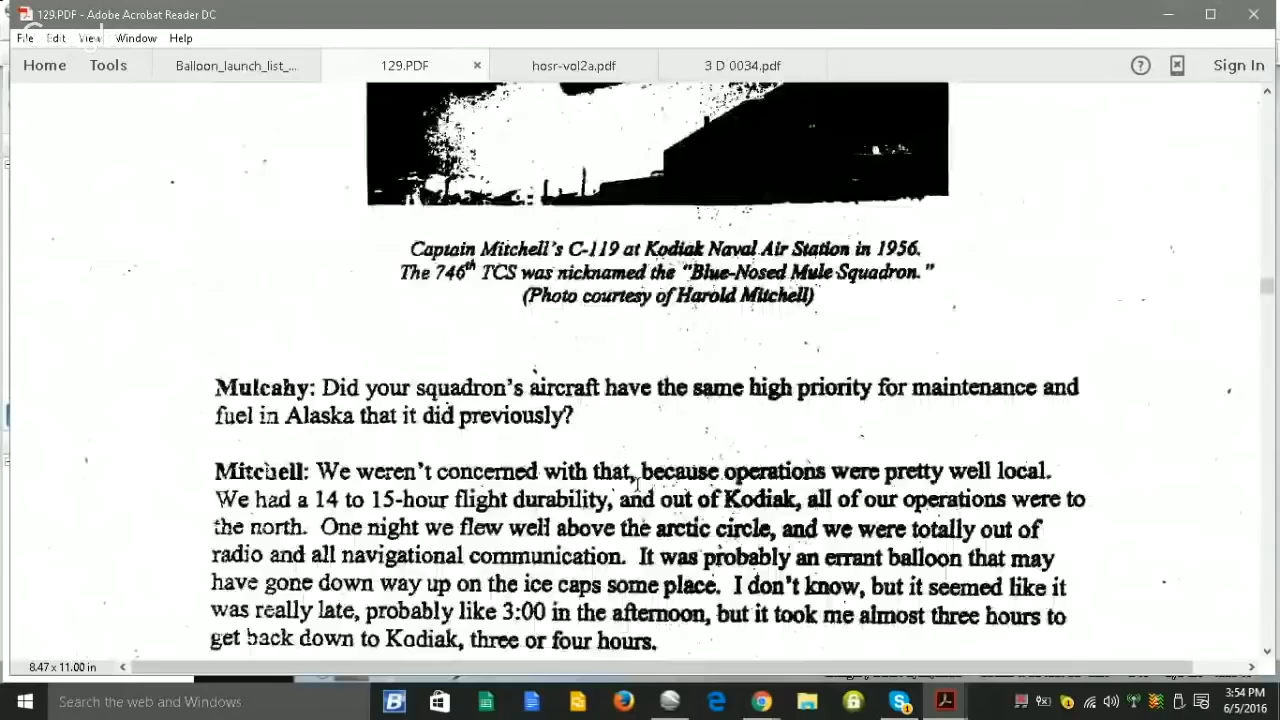 129.PDF - Adobe Acrobat Reader DC
Google
File Edit View Window Help
Home Tools Balloon_launch_list_... 129.PDF × hosr-vol2a.pdf 3 D 0034.pdf Sign In
Captain Mitchell's C-119 at Kodiak Naval Air Station in 1956.
The 746th TCS was nicknamed the "Blue-Nosed Mule Squadron."
(Photo courtesy of Harold Mitchell)
Mulcahy: Did your squadron's aircraft have the same high priority for maintenance and
fuel in Alaska that it did previously?
Mitchell: We weren't concerned with that, because operations were pretty well local.
We had a 14 to 15-hour flight durability, and out of Kodiak, all of our operations were to
the north. One night we flew well above the arctic circle, and we were totally out of
radio and all navigational communication. It was probably an errant balloon that may
have gone down way up on the ice caps some place. I don't know, but it seemed like it
was really late, probably like 3:00 in the afternoon, but it took me almost three hours to
get back down to Kodiak, three or four hours.
8.47 x 11.00 in
Search the web and Windows
3:54 PM
6/5/2016